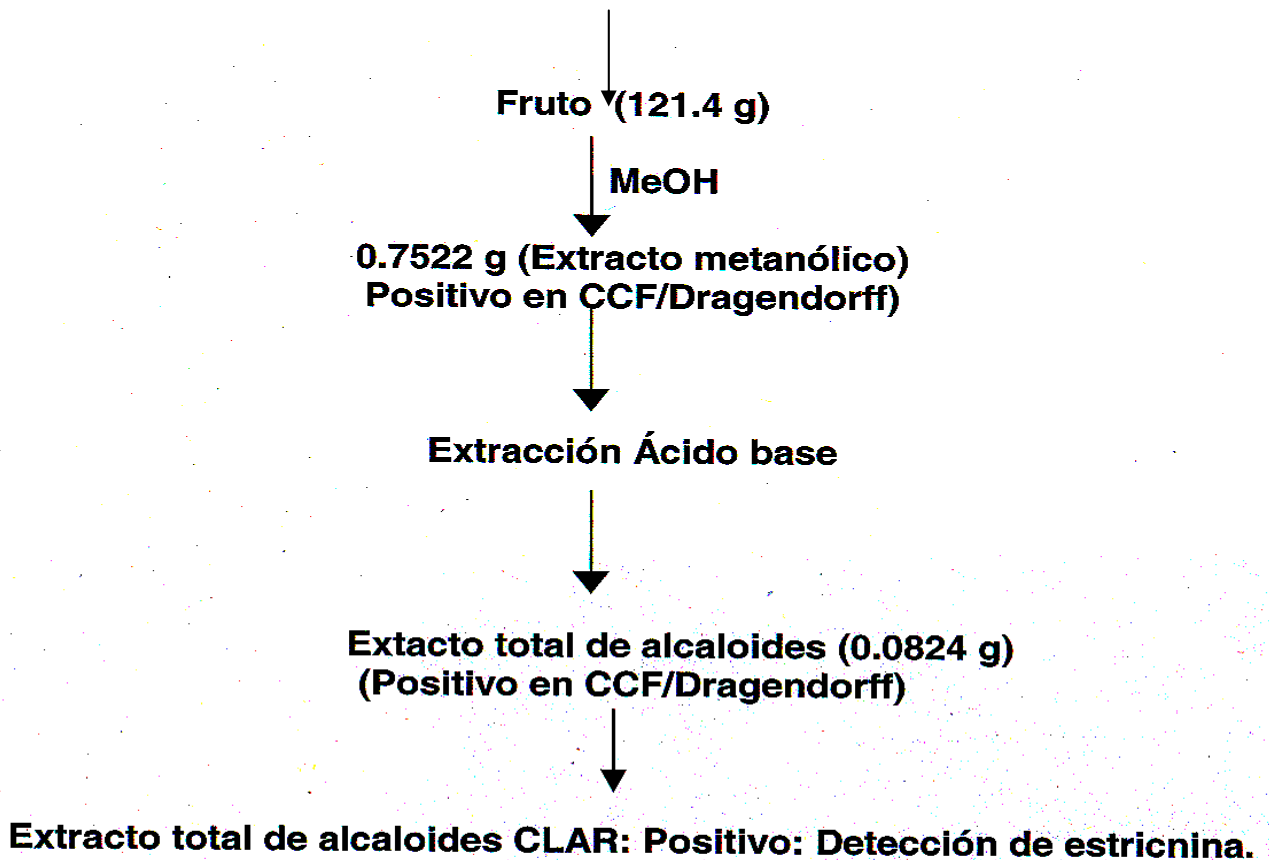 Fruto (121.4 g)
MeOH
0.7522 g (Extracto metanólico)
Positivo en CCF/Dragendorff)
Extracción Ácido base
Extacto total de alcaloides (0.0824 g)
(Positivo en CCF/Dragendorff)
Extracto total de alcaloides CLAR: Positivo: Detección de estricnina.